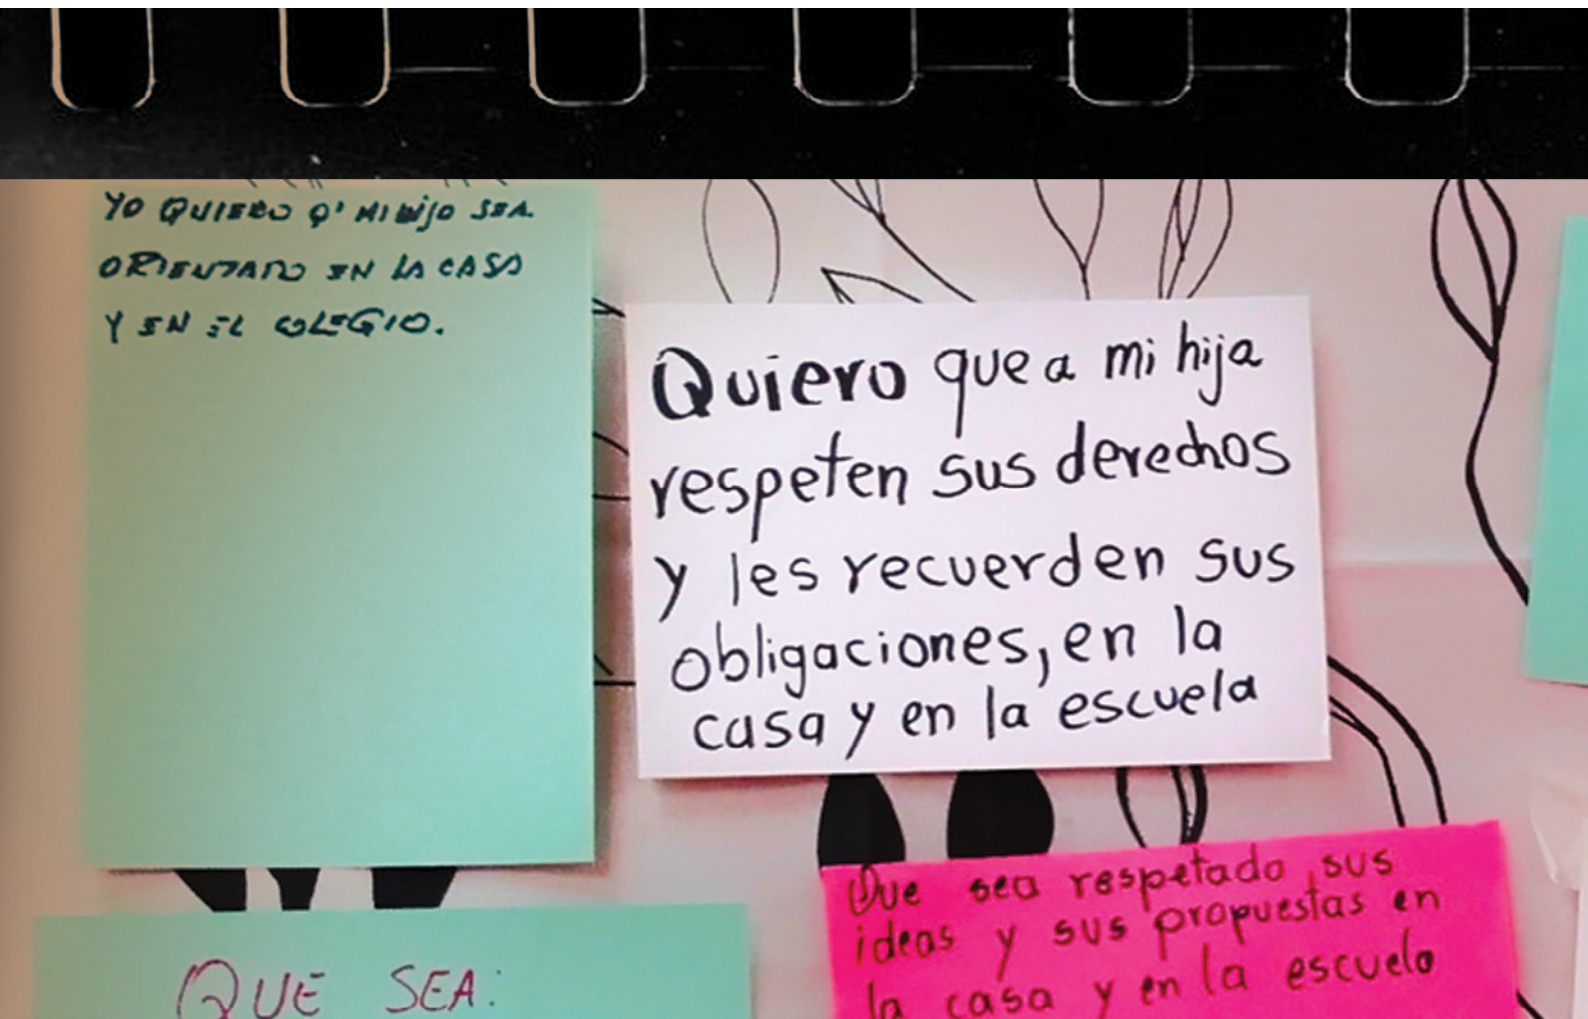 YO QUIERO Q' MI HIJO SEA.
ORIENTADO EN LA CASA
Y EN EL COLEGIO.
Quiero que a mi hija
respeten sus derechos
y les recuerden sus
obligaciones, en la
casa y en la escuela
Que sea respetado sus
ideas y sus propuestas en
la casa y en la escuela
QUE SEA: